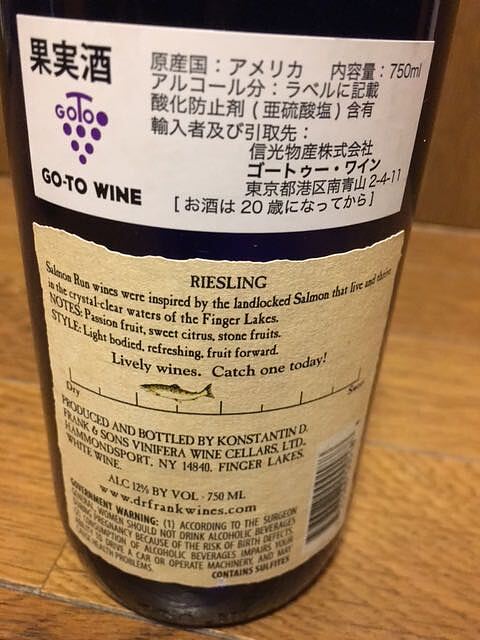 果実酒
GOTO
GO-TO WINE
原産国：アメリカ 内容量：750ml
アルコール分：ラベルに記載
酸化防止剤（亜硫酸塩）含有
輸入者及び引取先：
信光物産株式会社
ゴートゥー・ワイン
東京都港区南青山2-4-11
[お酒は20歳になってから]
RIESLING
Salmon Run wines were inspired by the landlocked Salmon that live and thrive
in the crystal-clear waters of the Finger Lakes.
NOTES: Passion fruit, sweet citrus, stone fruits.
STYLE: Light bodied, refreshing, fruit forward.
Lively wines. Catch one today!
Dry
Sweet
PRODUCED AND BOTTLED BY KONSTANTIN D.
FRANK & SONS VINIFERA WINE CELLARS, LTD.,
HAMMONDSPORT, NY 14840. FINGER LAKES
WHITE WINE.
ALC 12% BY VOL · 750 ML
www.drfrankwines.com
GOVERNMENT WARNING: (1) ACCORDING TO THE SURGEON
GENERAL, WOMEN SHOULD NOT DRINK ALCOHOLIC BEVERAGES
DURING PREGNANCY BECAUSE OF THE RISK OF BIRTH DEFECTS.
CONSUMPTION OF ALCOHOLIC BEVERAGES IMPAIRS YOUR
DRIVE A CAR OR OPERATE MACHINERY, AND MAY
HEALTH PROBLEMS.
CONTAINS SULFITES